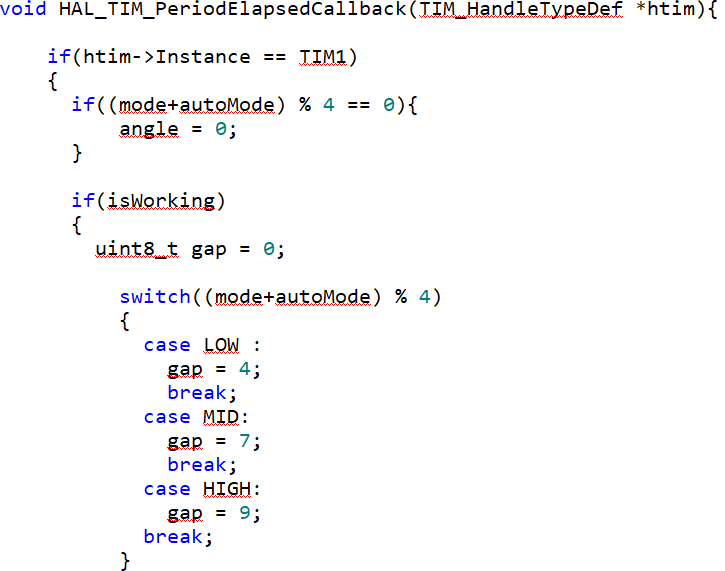 void HAL_TIM_PeriodElapsedCallback(TIM_HandleTypeDef *htim){
if(htim->Instance == TIM1)
{
if((mode+autoMode) % 4 == 0){
angle = 0;
}
if(isWorking)
{
uint8_t gap = 0;
switch((mode+autoMode) % 4)
{
case LOW :
gap = 4;
break;
case MID:
gap = 7;
break;
case HIGH:
gap = 9;
break;
}